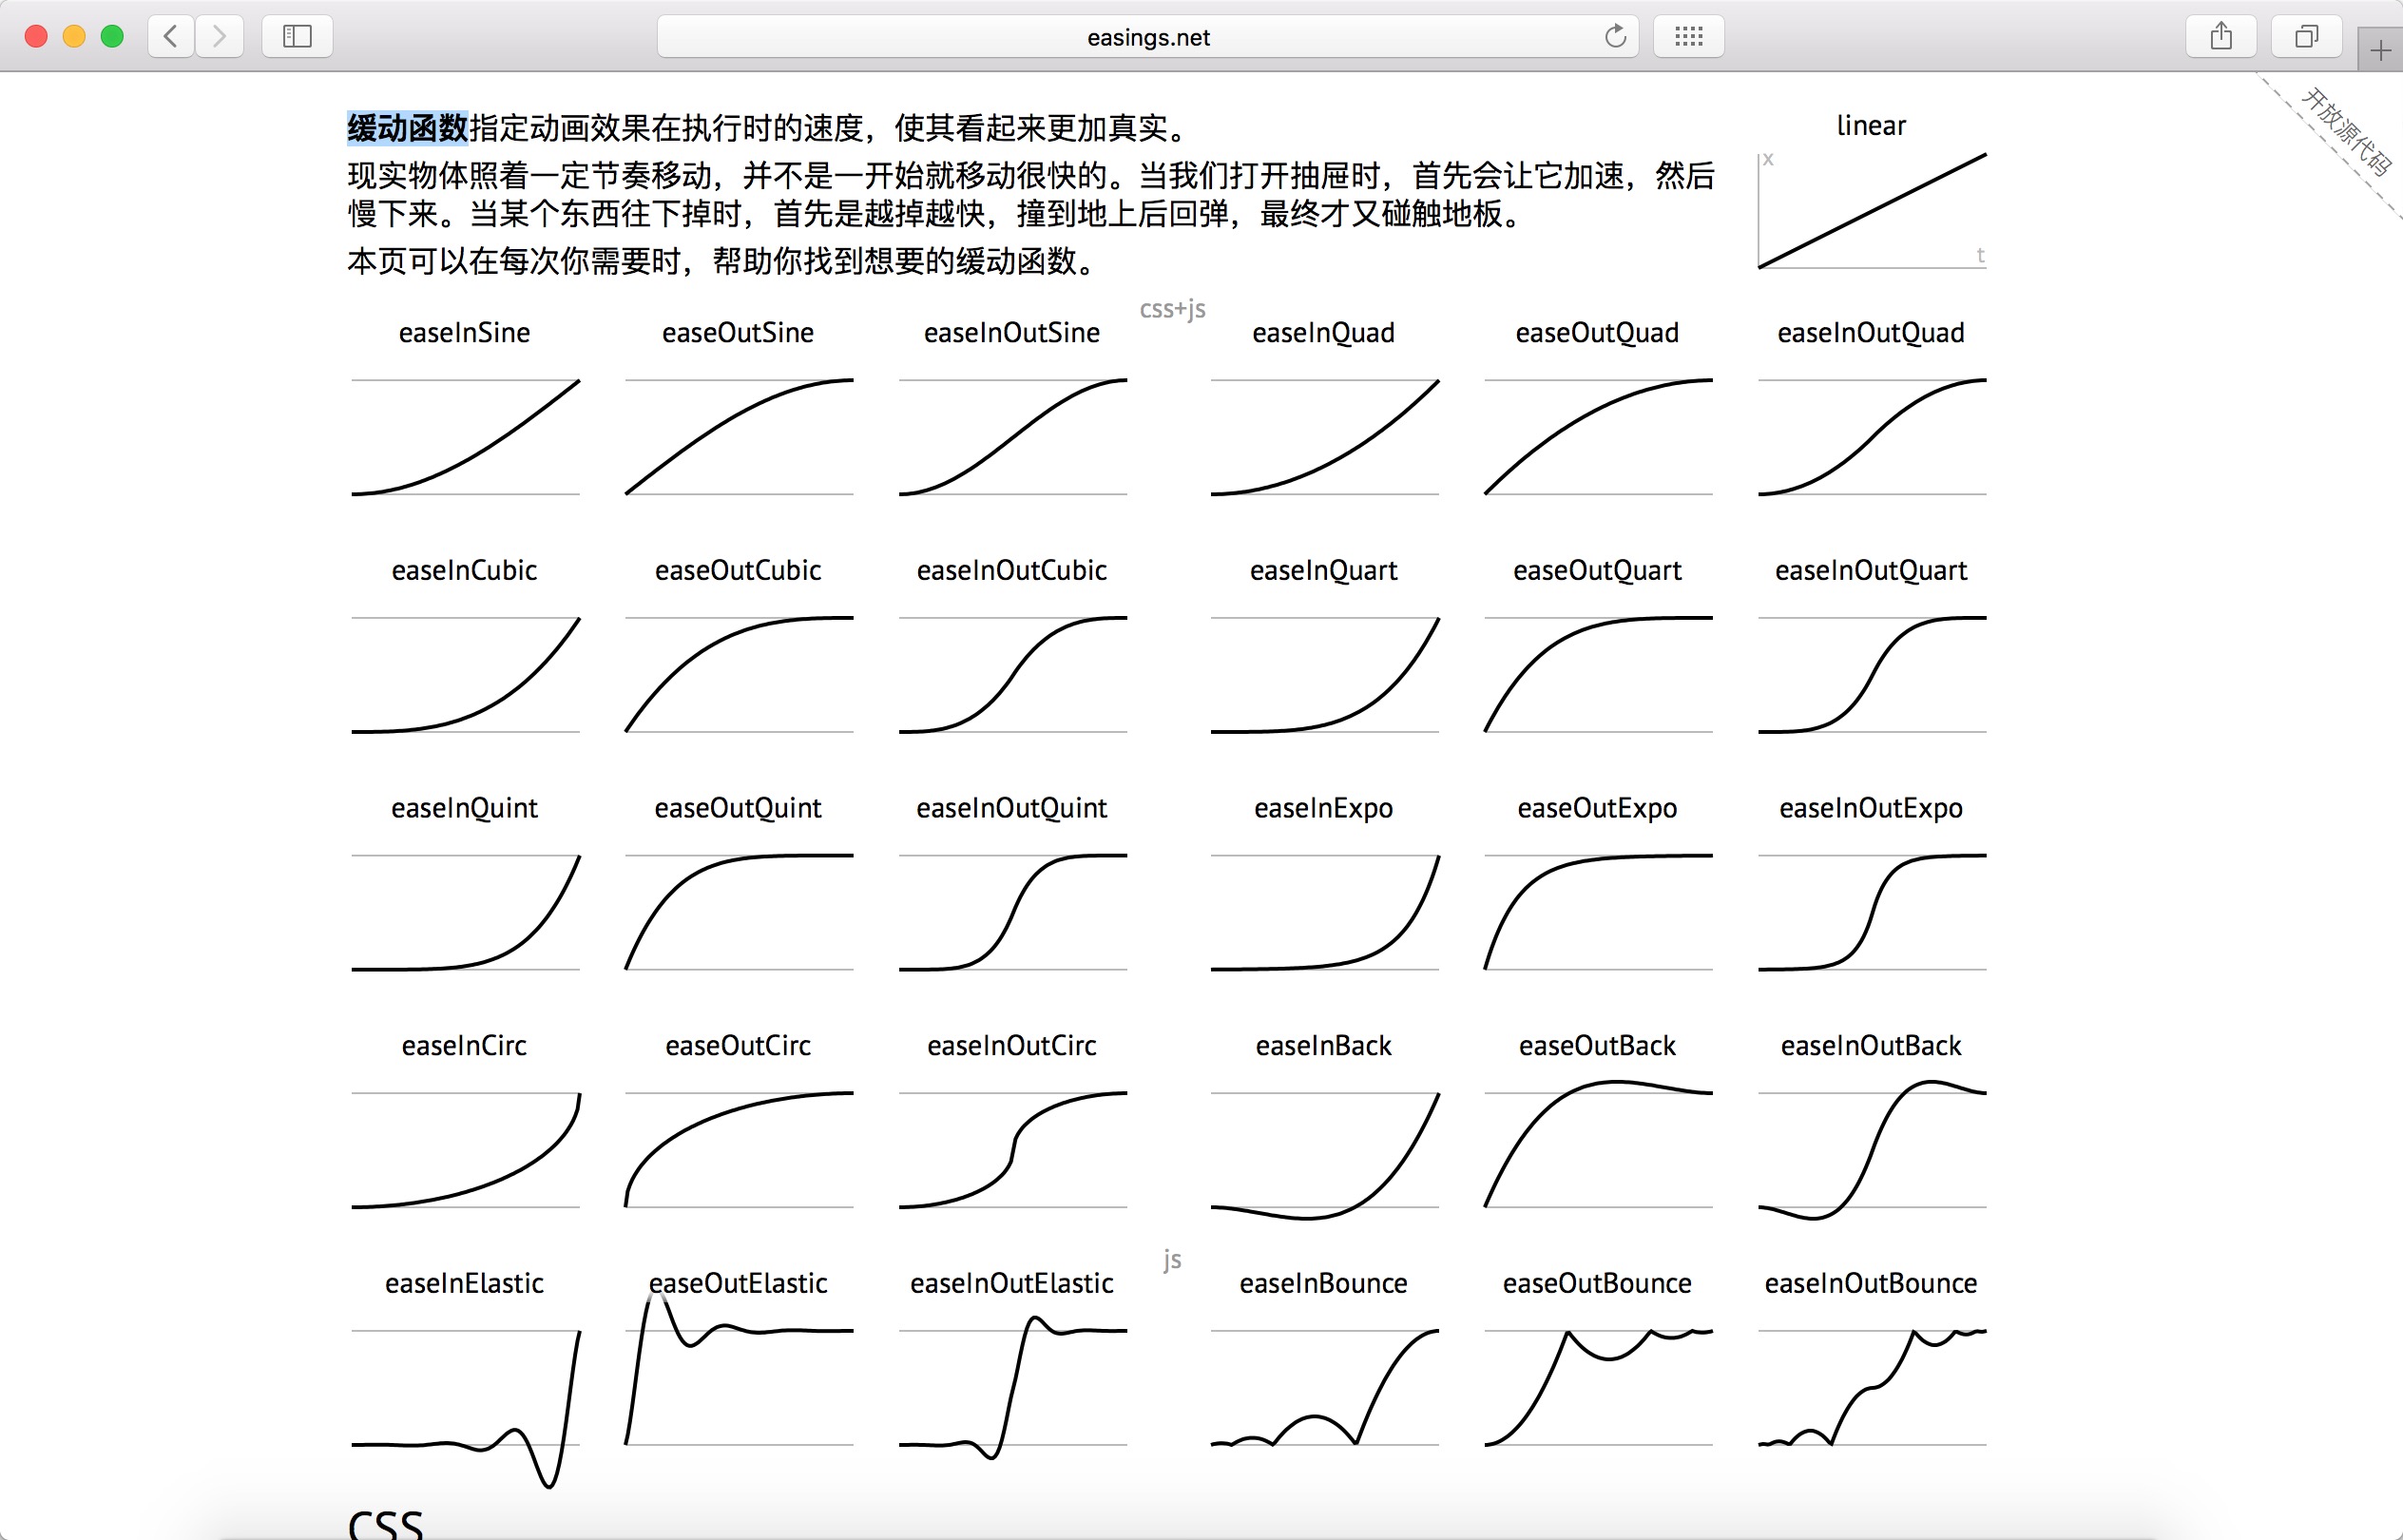 easings.net
开放源代码
缓动函数指定动画效果在执行时的速度，使其看起来更加真实。
现实物体照着一定节奏移动，并不是一开始就移动很快的。当我们打开抽屉时，首先会让它加速，然后
慢下来。当某个东西往下掉时，首先是越掉越快，撞到地上后回弹，最终才又碰触地板。
本页可以在每次你需要时，帮助你找到想要的缓动函数。
linear
x
t
css+js
easeInSine easeOutSine easeInOutSine easeInQuad easeOutQuad easeInOutQuad
easeInCubic easeOutCubic easeInOutCubic easeInQuart easeOutQuart easeInOutQuart
easeInQuint easeOutQuint easeInOutQuint easeInExpo easeOutExpo easeInOutExpo
easeInCirc easeOutCirc easeInOutCirc easeInBack easeOutBack easeInOutBack
js
easeInElastic easeOutElastic easeInOutElastic easeInBounce easeOutBounce easeInOutBounce
CSS